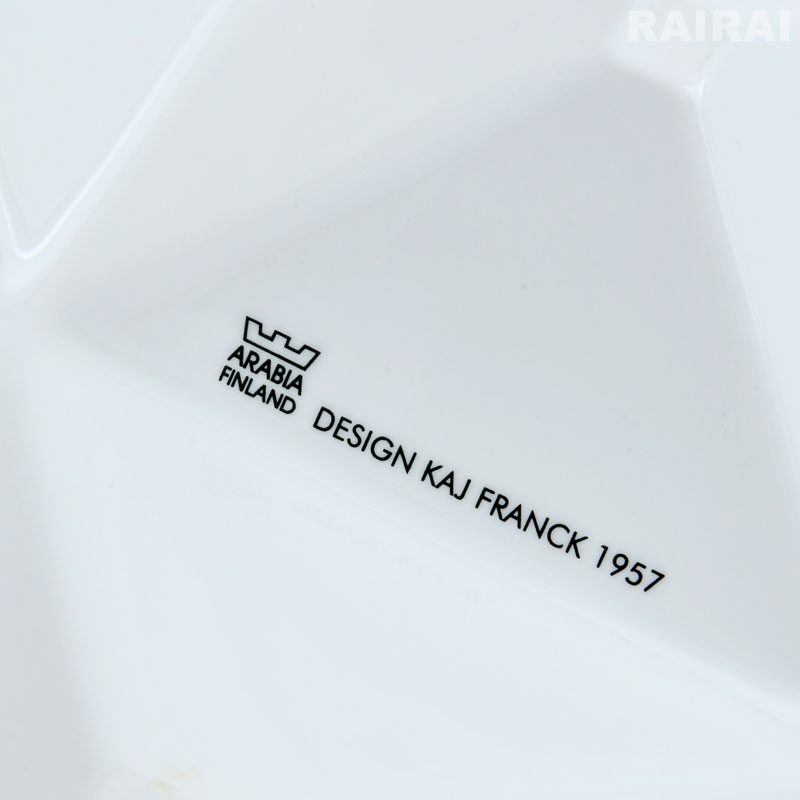 RAIRAI
ARABIA
FINLAND
DESIGN KAJ FRANCK 1957